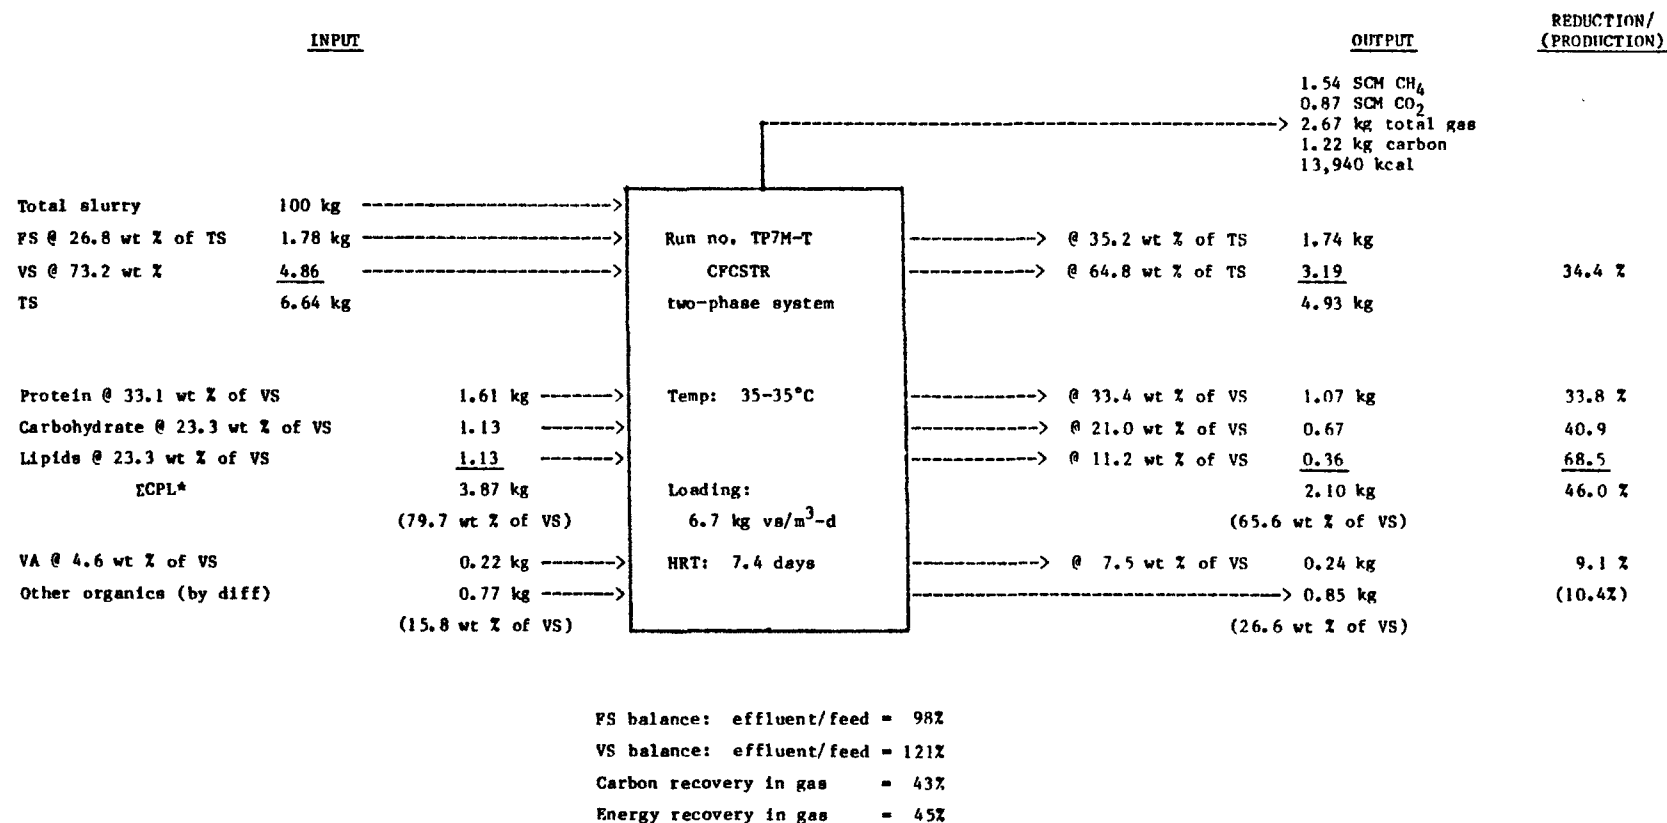 INPUT OUTPUT REDUCTION/
(PRODUCTION)
1.54 SCM CH4
0.87 SCM CO2
2.67 kg total gas
1.22 kg carbon
13,940 kcal
Total slurry 100 kg
FS @ 26.8 wt % of TS 1.78 kg Run no. TP7M-T @ 35.2 wt % of TS 1.74 kg
VS @ 73.2 wt % 4.86 CFCSTR @ 64.8 wt % of TS 3.19 34.4 %
TS 6.64 kg two-phase system 4.93 kg
Protein @ 33.1 wt % of VS 1.61 kg Temp: 35-35°C @ 33.4 wt % of VS 1.07 kg 33.8 %
Carbohydrate @ 23.3 wt % of VS 1.13 @ 21.0 wt % of VS 0.67 40.9
Lipids @ 23.3 wt % of VS 1.13 @ 11.2 wt % of VS 0.36 68.5
ΣCPL* 3.87 kg Loading: 2.10 kg 46.0 %
(79.7 wt % of VS) 6.7 kg vs/m3-d (65.6 wt % of VS)
VA @ 4.6 wt % of VS 0.22 kg HRT: 7.4 days @ 7.5 wt % of VS 0.24 kg 9.1 %
Other organics (by diff) 0.77 kg 0.85 kg (10.4%)
(15.8 wt % of VS) (26.6 wt % of VS)
FS balance: effluent/feed = 98%
VS balance: effluent/feed = 121%
Carbon recovery in gas = 43%
Energy recovery in gas = 45%